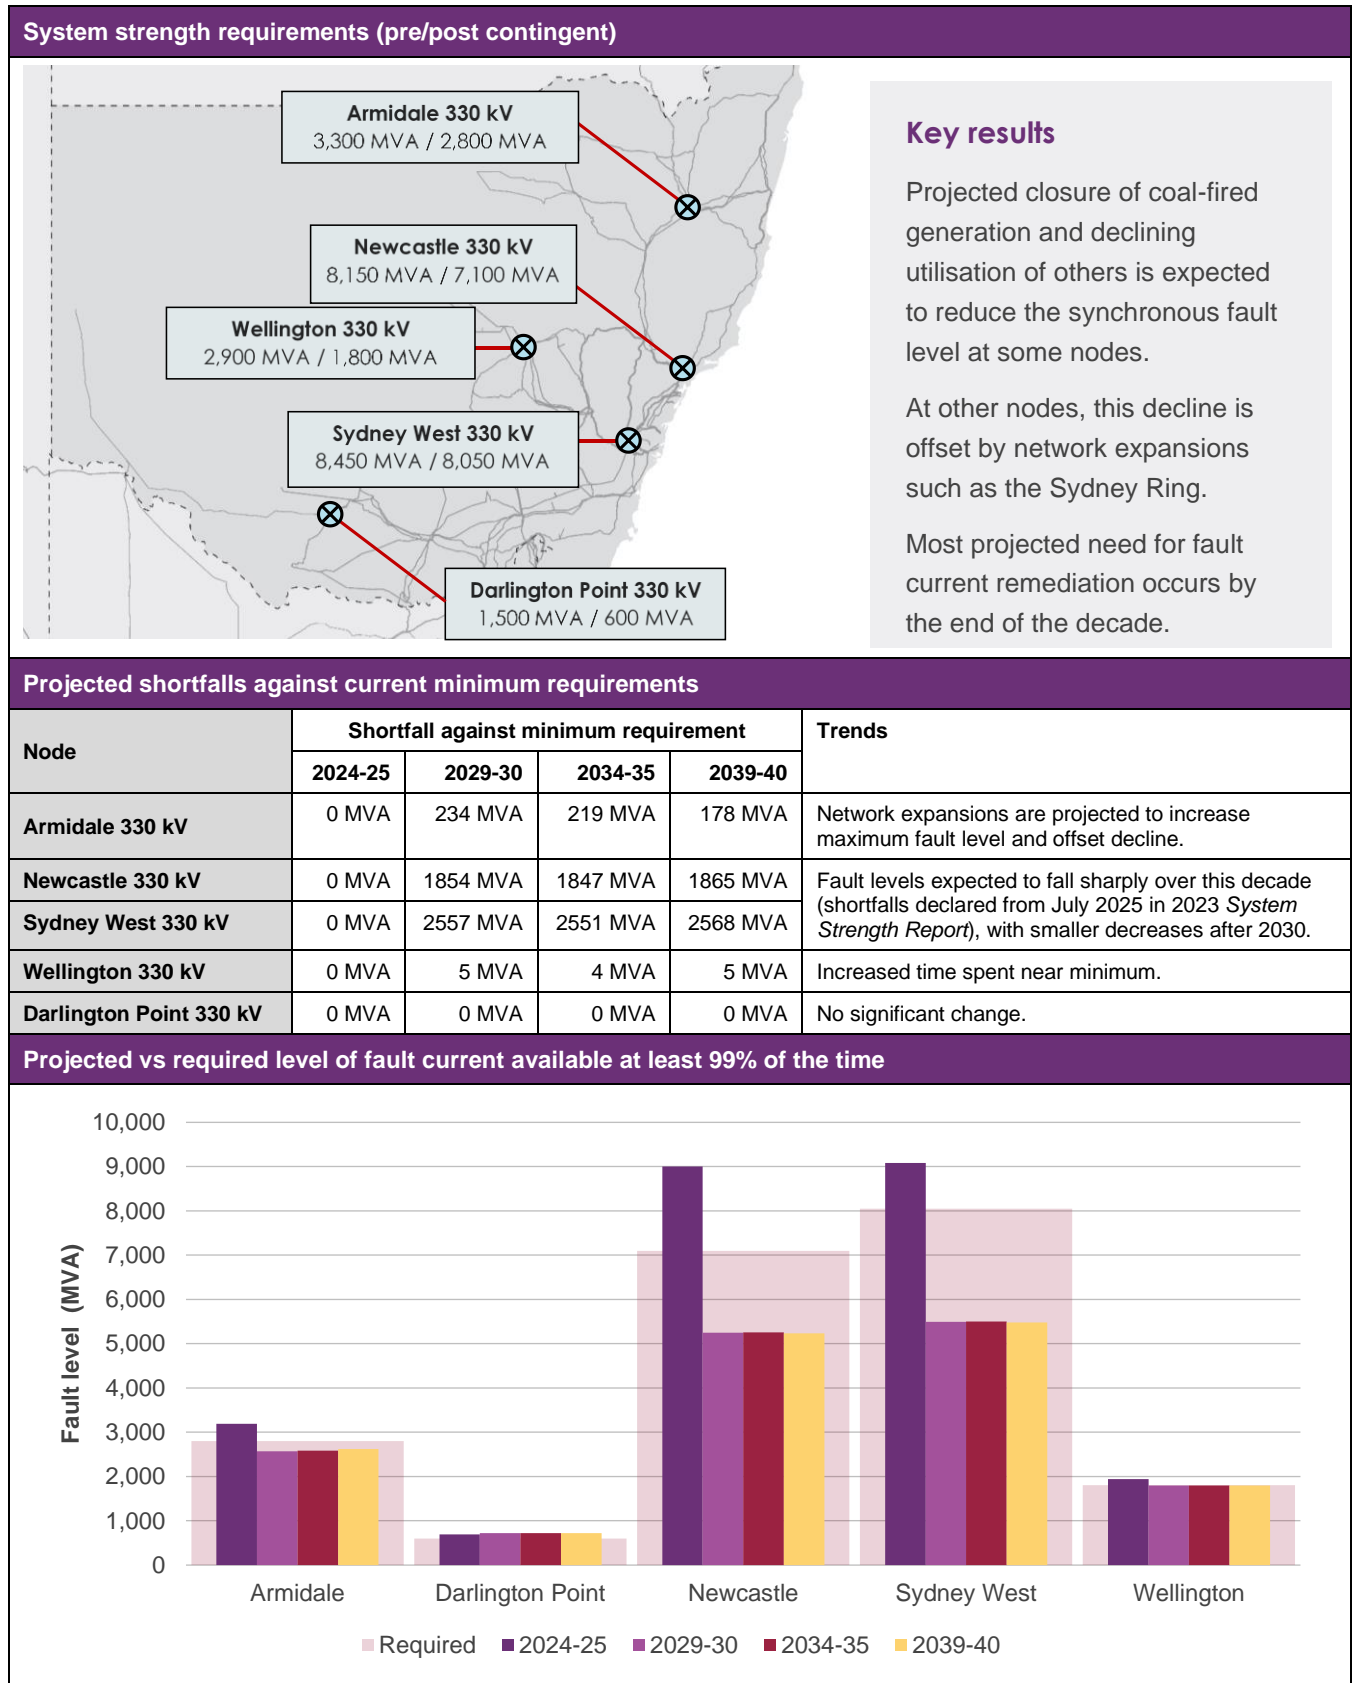 System strength requirements (pre/post contingent)
Armidale 330 kV
3,300 MVA / 2,800 MVA
Newcastle 330 kV
8,150 MVA / 7,100 MVA
Wellington 330 kV
2,900 MVA / 1,800 MVA
Sydney West 330 kV
8,450 MVA / 8,050 MVA
Darlington Point 330 kV
1,500 MVA / 600 MVA
Key results
Projected closure of coal-fired
generation and declining
utilisation of others is expected
to reduce the synchronous fault
level at some nodes.
At other nodes, this decline is
offset by network expansions
such as the Sydney Ring.
Most projected need for fault
current remediation occurs by
the end of the decade.
Projected shortfalls against current minimum requirements
Node
Shortfall against minimum requirement
Trends
2024-25 2029-30 2034-35 2039-40
Armidale 330 kV 0 MVA 234 MVA 219 MVA 178 MVA
Network expansions are projected to increase
maximum fault level and offset decline.
Newcastle 330 kV 0 MVA 1854 MVA 1847 MVA 1865 MVA
Sydney West 330 kV 0 MVA 2557 MVA 2551 MVA 2568 MVA
Fault levels expected to fall sharply over this decade
(shortfalls declared from July 2025 in 2023 System
Strength Report), with smaller decreases after 2030.
Wellington 330 kV 0 MVA 5 MVA 4 MVA 5 MVA Increased time spent near minimum.
Darlington Point 330 kV 0 MVA 0 MVA 0 MVA 0 MVA No significant change.
Projected vs required level of fault current available at least 99% of the time
Fault level (MVA)
10,000
9,000
8,000
7,000
6,000
5,000
4,000
3,000
2,000
1,000
0
Armidale Darlington Point Newcastle Sydney West Wellington
Required 2024-25 2029-30 2034-35 2039-40